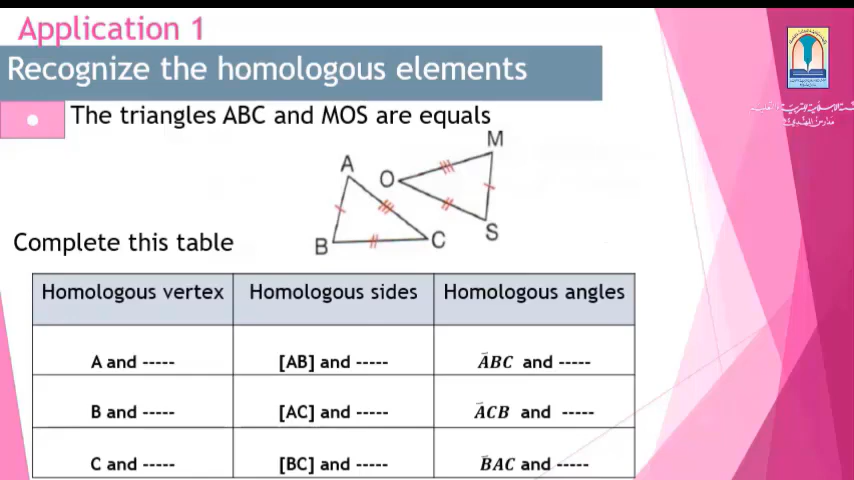 Application 1
Recognize the homologous elements
The triangles ABC and MOS are equals
M
A
O
B
C
S
Complete this table
Homologous vertex Homologous sides Homologous angles
A and ----- [AB] and ----- ABC and -----
B and ----- [AC] and ----- ACB and -----
C and ----- [BC] and ----- BAC and -----